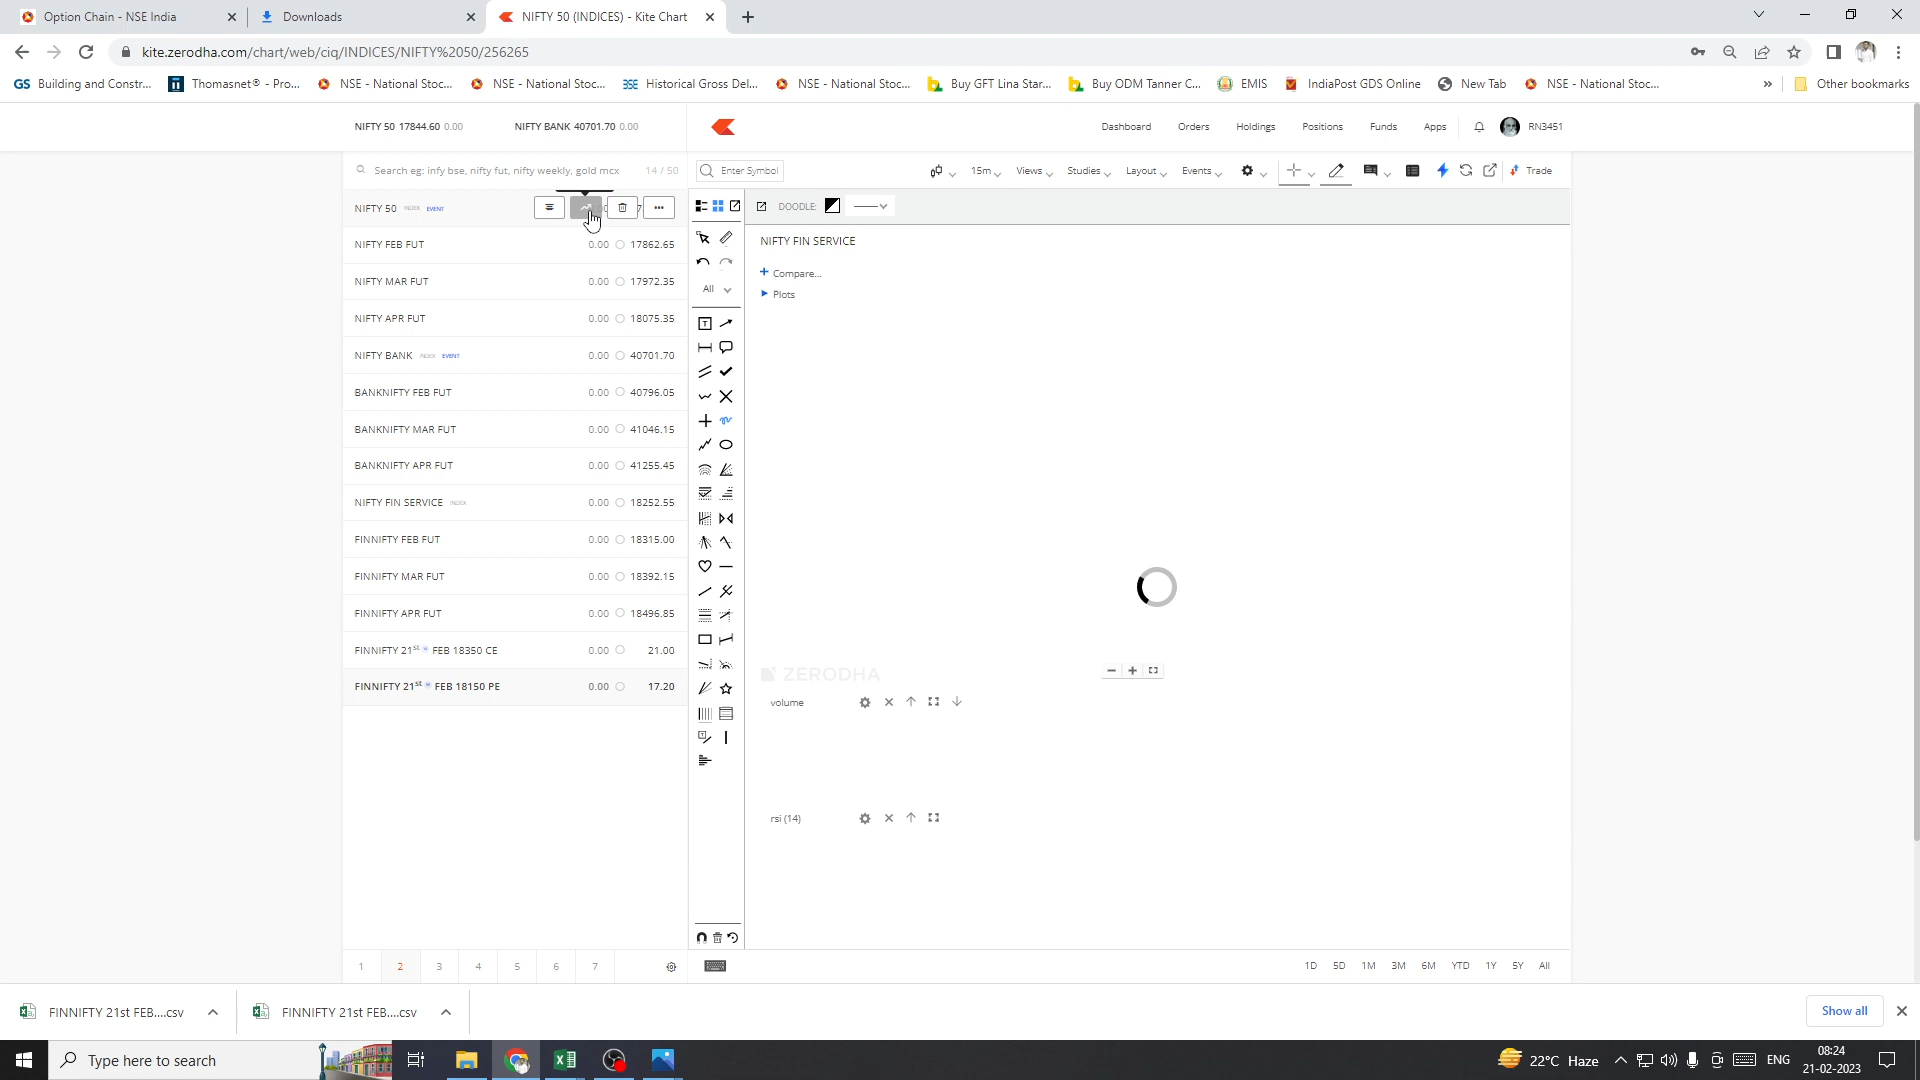 Option Chain - NSE India
Downloads
NIFTY 50 (INDICES) - Kite Chart
kite.zerodha.com/chart/web/ciq/INDICES/NIFTY%2050/256265
GS Building and Constr...
Thomasnet® - Pro...
NSE - National Stoc...
NSE - National Stoc...
Historical Gross Del...
NSE - National Stoc...
Buy GFT Lina Star...
Buy ODM Tanner C...
EMIS
IndiaPost GDS Online
New Tab
NSE - National Stoc...
»
Other bookmarks
NIFTY 50 17844.60 0.00
NIFTY BANK 40701.70 0.00
Dashboard
Orders
Holdings
Positions
Funds
Apps
RN3451
Search eg: infy bse, nifty fut, nifty weekly, gold mcx
14 / 50
Enter Symbol
15m
Views
Studies
Layout
Events
Trade
NIFTY 50 INDEX EVENT
DOODLE:
NIFTY FEB FUT 0.00 17862.65
NIFTY FIN SERVICE
Compare...
NIFTY MAR FUT 0.00 17972.35
All
Plots
NIFTY APR FUT 0.00 18075.35
NIFTY BANK INDEX EVENT 0.00 40701.70
BANKNIFTY FEB FUT 0.00 40796.05
BANKNIFTY MAR FUT 0.00 41046.15
BANKNIFTY APR FUT 0.00 41255.45
NIFTY FIN SERVICE INDEX 0.00 18252.55
FINNIFTY FEB FUT 0.00 18315.00
FINNIFTY MAR FUT 0.00 18392.15
FINNIFTY APR FUT 0.00 18496.85
FINNIFTY 21st w FEB 18350 CE 0.00 21.00
FINNIFTY 21st w FEB 18150 PE 0.00 17.20
ZERODHA
volume
rsi (14)
1 2 3 4 5 6 7
1D 5D 1M 3M 6M YTD 1Y 5Y All
FINNIFTY 21st FEB....csv
FINNIFTY 21st FEB....csv
Show all
Type here to search
22°C Haze
ENG
08:24
21-02-2023